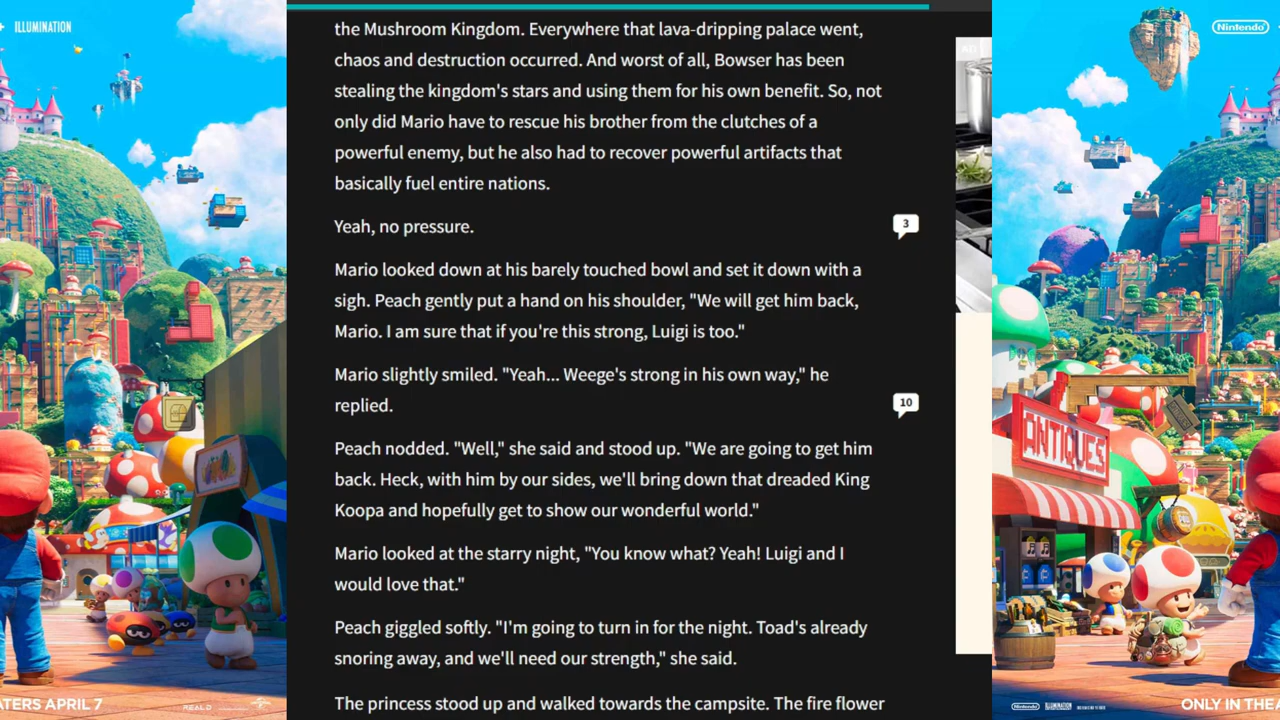 ILLUMINATION
the Mushroom Kingdom. Everywhere that lava-dripping palace went,
chaos and destruction occurred. And worst of all, Bowser has been
stealing the kingdom's stars and using them for his own benefit. So, not
only did Mario have to rescue his brother from the clutches of a
powerful enemy, but he also had to recover powerful artifacts that
basically fuel entire nations.
Yeah, no pressure.
3
Mario looked down at his barely touched bowl and set it down with a
sigh. Peach gently put a hand on his shoulder, "We will get him back,
Mario. I am sure that if you're this strong, Luigi is too."
Mario slightly smiled. "Yeah... Weege's strong in his own way," he
replied.
10
Peach nodded. "Well," she said and stood up. "We are going to get him
back. Heck, with him by our sides, we'll bring down that dreaded King
Koopa and hopefully get to show our wonderful world."
Mario looked at the starry night, "You know what? Yeah! Luigi and I
would love that."
Peach giggled softly. "I'm going to turn in for the night. Toad's already
snoring away, and we'll need our strength," she said.
The princess stood up and walked towards the campsite. The fire flower
ATERS APRIL 7
REAL D
Nintendo
ANTIQUES
Nintendo
ILLUMINATION
ONLY IN THEA